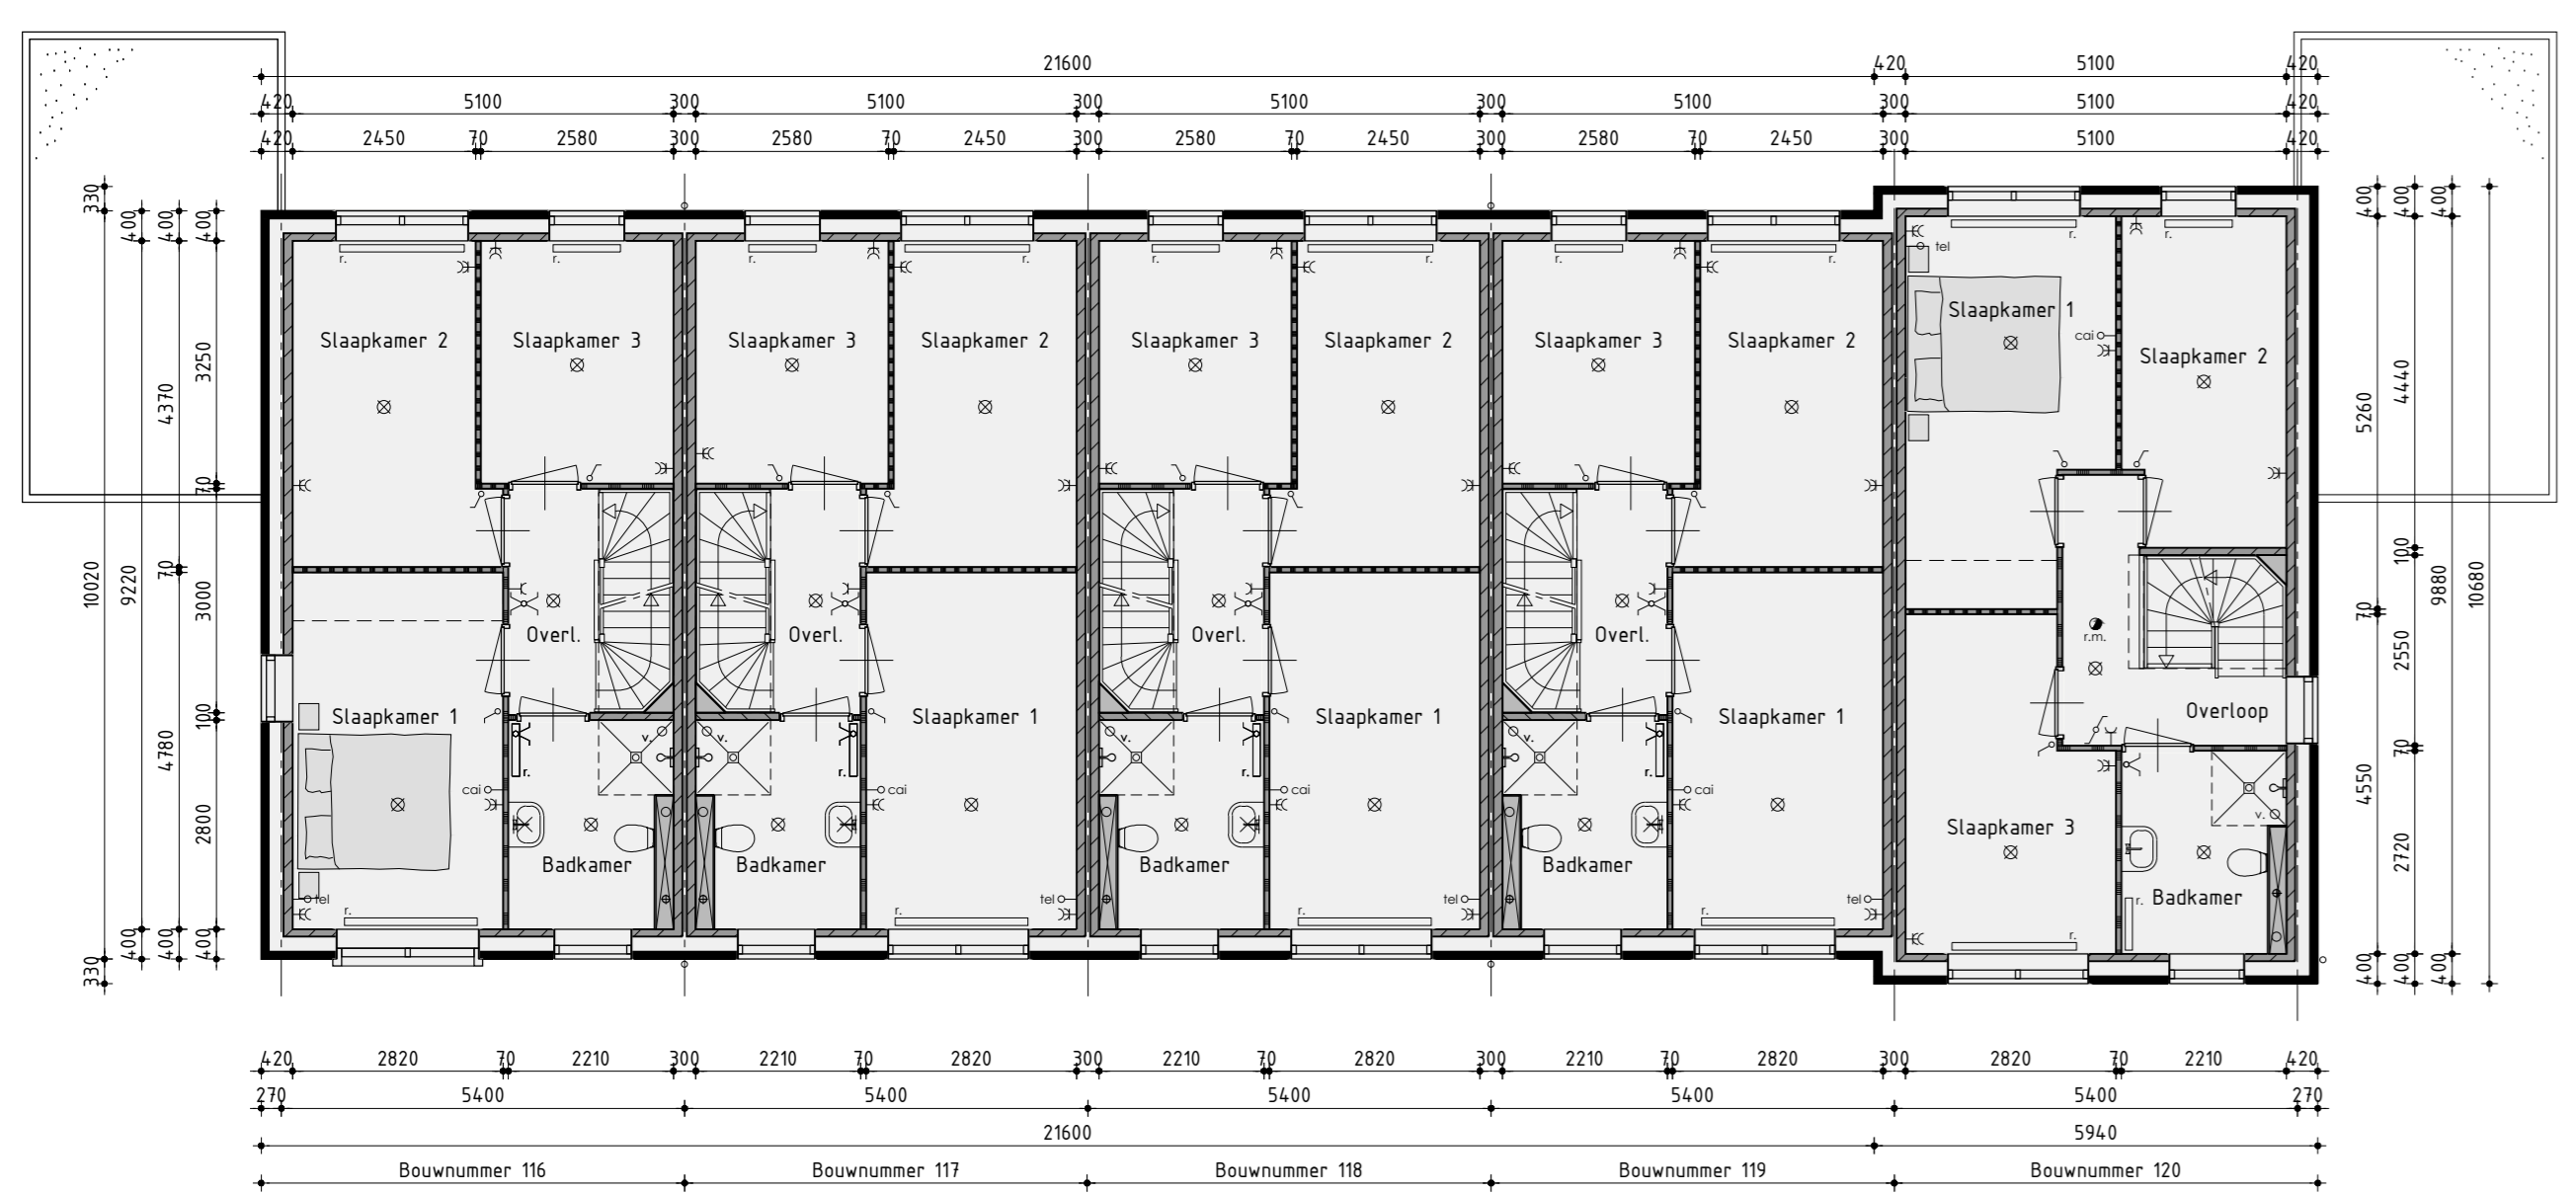 21600 420 5100 420
420 5100 300 5100 300 5100 300 5100 300 5100 420
420 2450 70 2580 300 2580 70 2450 300 2580 70 2450 300 2580 70 2450 300 5100 420
330 400 400 400
400 400 400
r. r. r. r. r. r. r. r. r. r.
tel
Slaapkamer 1
cai
Slaapkamer 2 Slaapkamer 3 Slaapkamer 3 Slaapkamer 2 Slaapkamer 3 Slaapkamer 2 Slaapkamer 3 Slaapkamer 2
Slaapkamer 2
3250
4370
4440
5260
70
10020 9220 70 3000
100
70 2550 9880 10680
Overl. Overl. Overl. Overl.
r.m.
Slaapkamer 1 Slaapkamer 1 Slaapkamer 1 Slaapkamer 1
Overloop
100
4780
70
v. v. v. v.
r. r. r. r.
cai cai cai cai
v.
2800
4550
2720
Slaapkamer 3
Badkamer Badkamer Badkamer Badkamer
Badkamer
tel tel tel tel
r. r. r. r. r. r.
400 400 400
330
400 400 400
420 2820 70 2210 300 2210 70 2820 300 2210 70 2820 300 2210 70 2820 300 2820 70 2210 420
270 5400 5400 5400 5400 5400 270
21600 5940
Bouwnummer 116 Bouwnummer 117 Bouwnummer 118 Bouwnummer 119 Bouwnummer 120